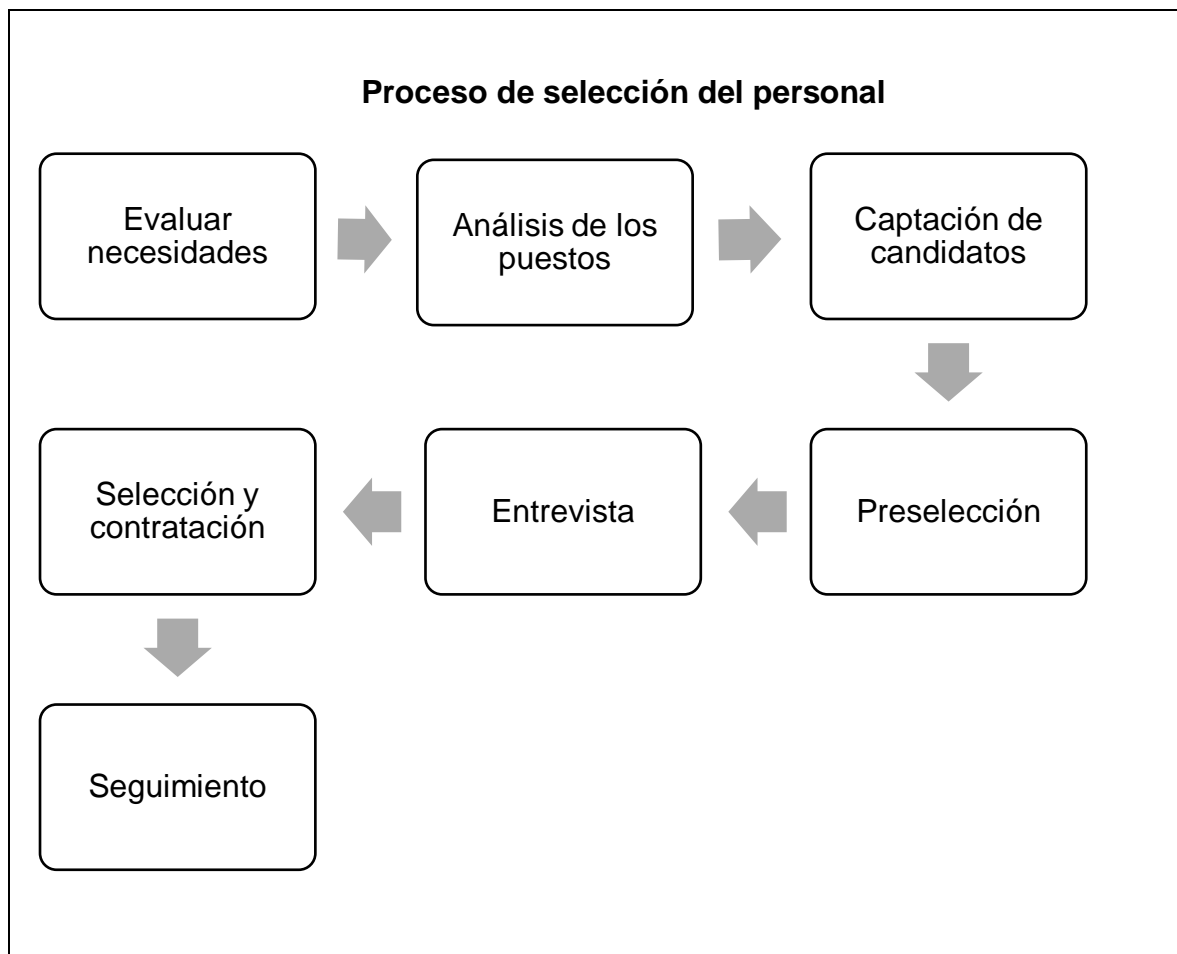 Proceso de selección del personal
Evaluar
necesidades
Análisis de los
puestos
Captación de
candidatos
Preselección
Entrevista
Selección y
contratación
Seguimiento